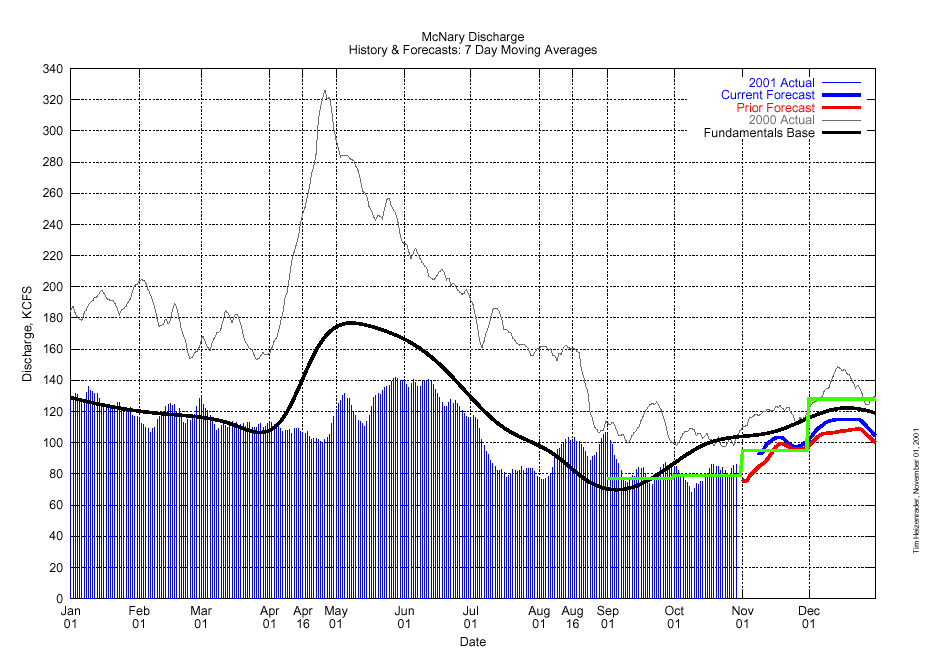 McNary Discharge
History & Forecasts: 7 Day Moving Averages
340
320
300
280
260
240
220
200
180
160
140
120
100
80
60
40
20
0
Discharge, KCFS
2001 Actual
Current Forecast
Prior Forecast
2000 Actual
Fundamentals Base
Jan Feb Mar Apr Apr May Jun Jul Aug Aug Sep Oct Nov Dec
01 01 01 01 16 01 01 01 01 16 01 01 01 01
Date
Tim Heizenrader, November 01, 2001